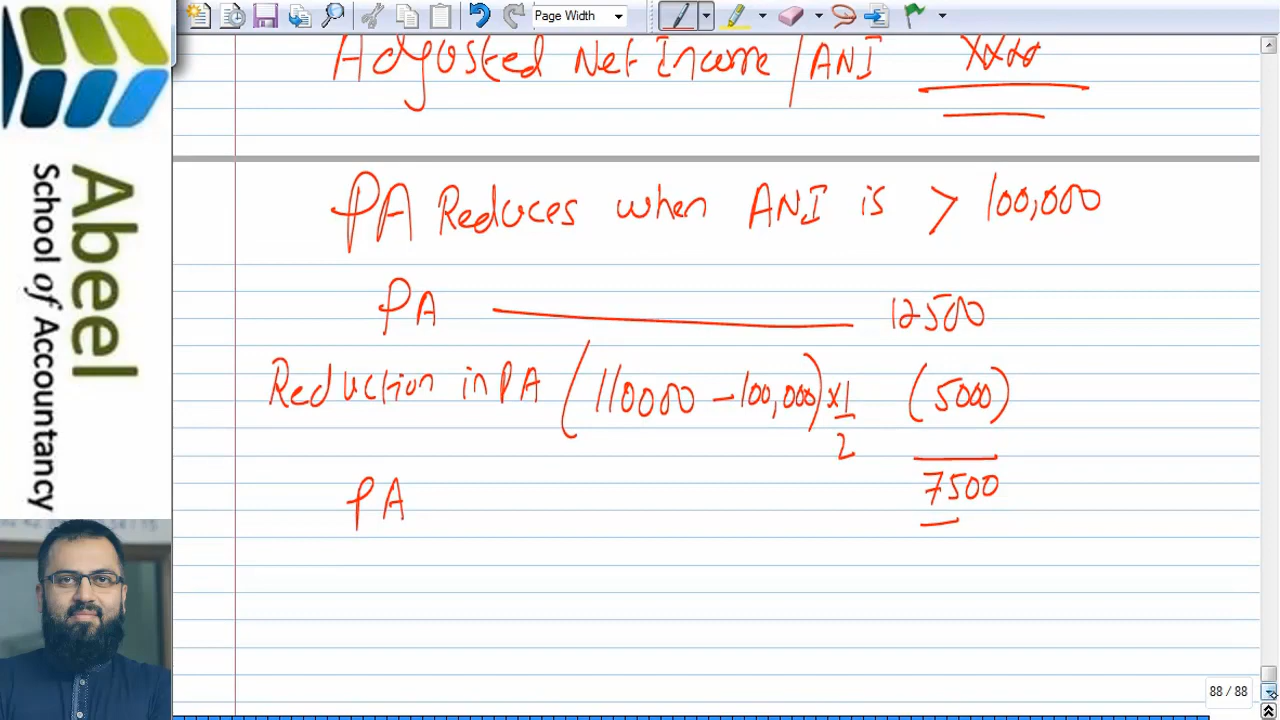 Page Width
Adjusted Net Income / ANI xxxx
PA Reduces when ANI is > 100,000
PA 12500
Reduction in PA (110000 - 100,000) x 1/2 (5000)
PA 7500
Abeel
School of Accountancy
88 / 88